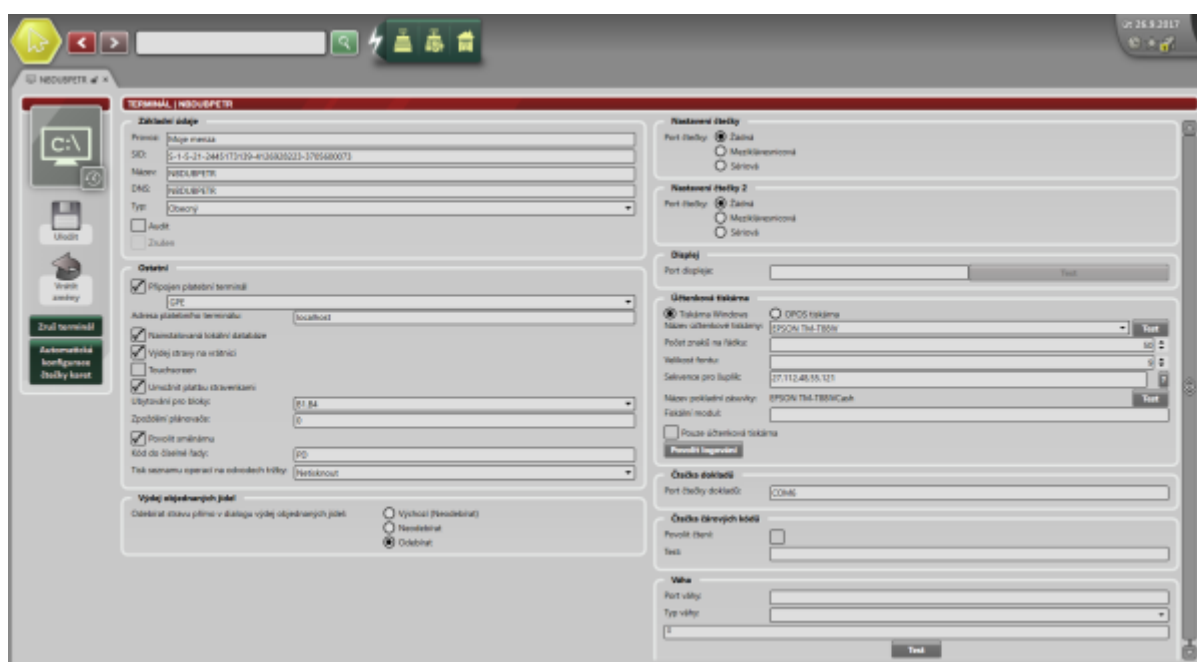 Út 26.9.2017
NBDUBPETR
TERMINÁL | NBDUBPETR
C:\
Uložit
Vrátit
změny
Zruš terminál
Automatická
konfigurace
čtečky karet
Základní údaje
Provoz: Moje menza
SID: S-1-5-21-2445173139-4126928223-3785680073
Název: NBDUBPETR
DNS: NBDUBPETR
Typ: Obecný
Audit
Zrušen
Ostatní
Připojen platební terminál
GPE
Adresa platebního terminálu: localhost
Nainstalovaná lokální databáze
Výdej stravy na vrátnici
Touchscreen
Umožnit platbu stravenkami
Ubytování pro bloky: B1,B4
Zpoždění plánovače: 0
Povolit směnárnu
Kód do číselné řady: PD
Tisk seznamu operací na odvodech tržby: Netisknout
Výdej objednaných jídel
Odebírat stravu přímo v dialogu výdej objednaných jídel:
Výchozí (Neodebírat)
Neodebírat
Odebírat
Nastavení čtečky
Port čtečky: Žádná
Meziklávesnicová
Sériová
Nastavení čtečky 2
Port čtečky: Žádná
Meziklávesnicová
Sériová
Displej
Port displeje: Test
Účtenková tiskárna
Tiskárna Windows OPOS tiskárna
Název účtenkové tiskárny: EPSON TM-T88IV Test
Počet znaků na řádku: 50
Velikost fontu: 9
Sekvence pro šuplík: 27,112,48,55,121
Název pokladní zásuvky: EPSON TM-T88IVCash Test
Fiskální modul:
Pouze účtenková tiskárna
Povolit logování
Čtečka dokladů
Port čtečky dokladů: COM6
Čtečka čárových kódů
Povolit čtení:
Test:
Váha
Port váhy:
Typ váhy:
Test